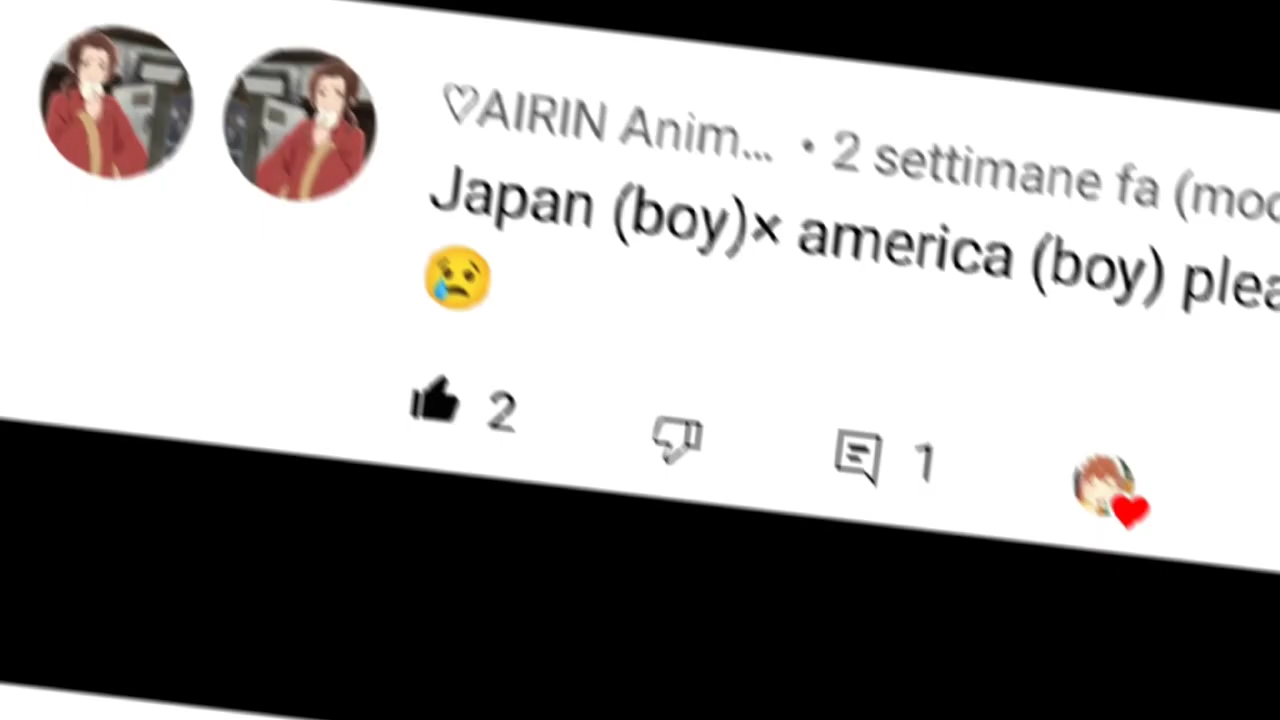 ♡AIRIN Anim... • 2 settimane fa
Japan (boy)× america (boy)
😢
2
1